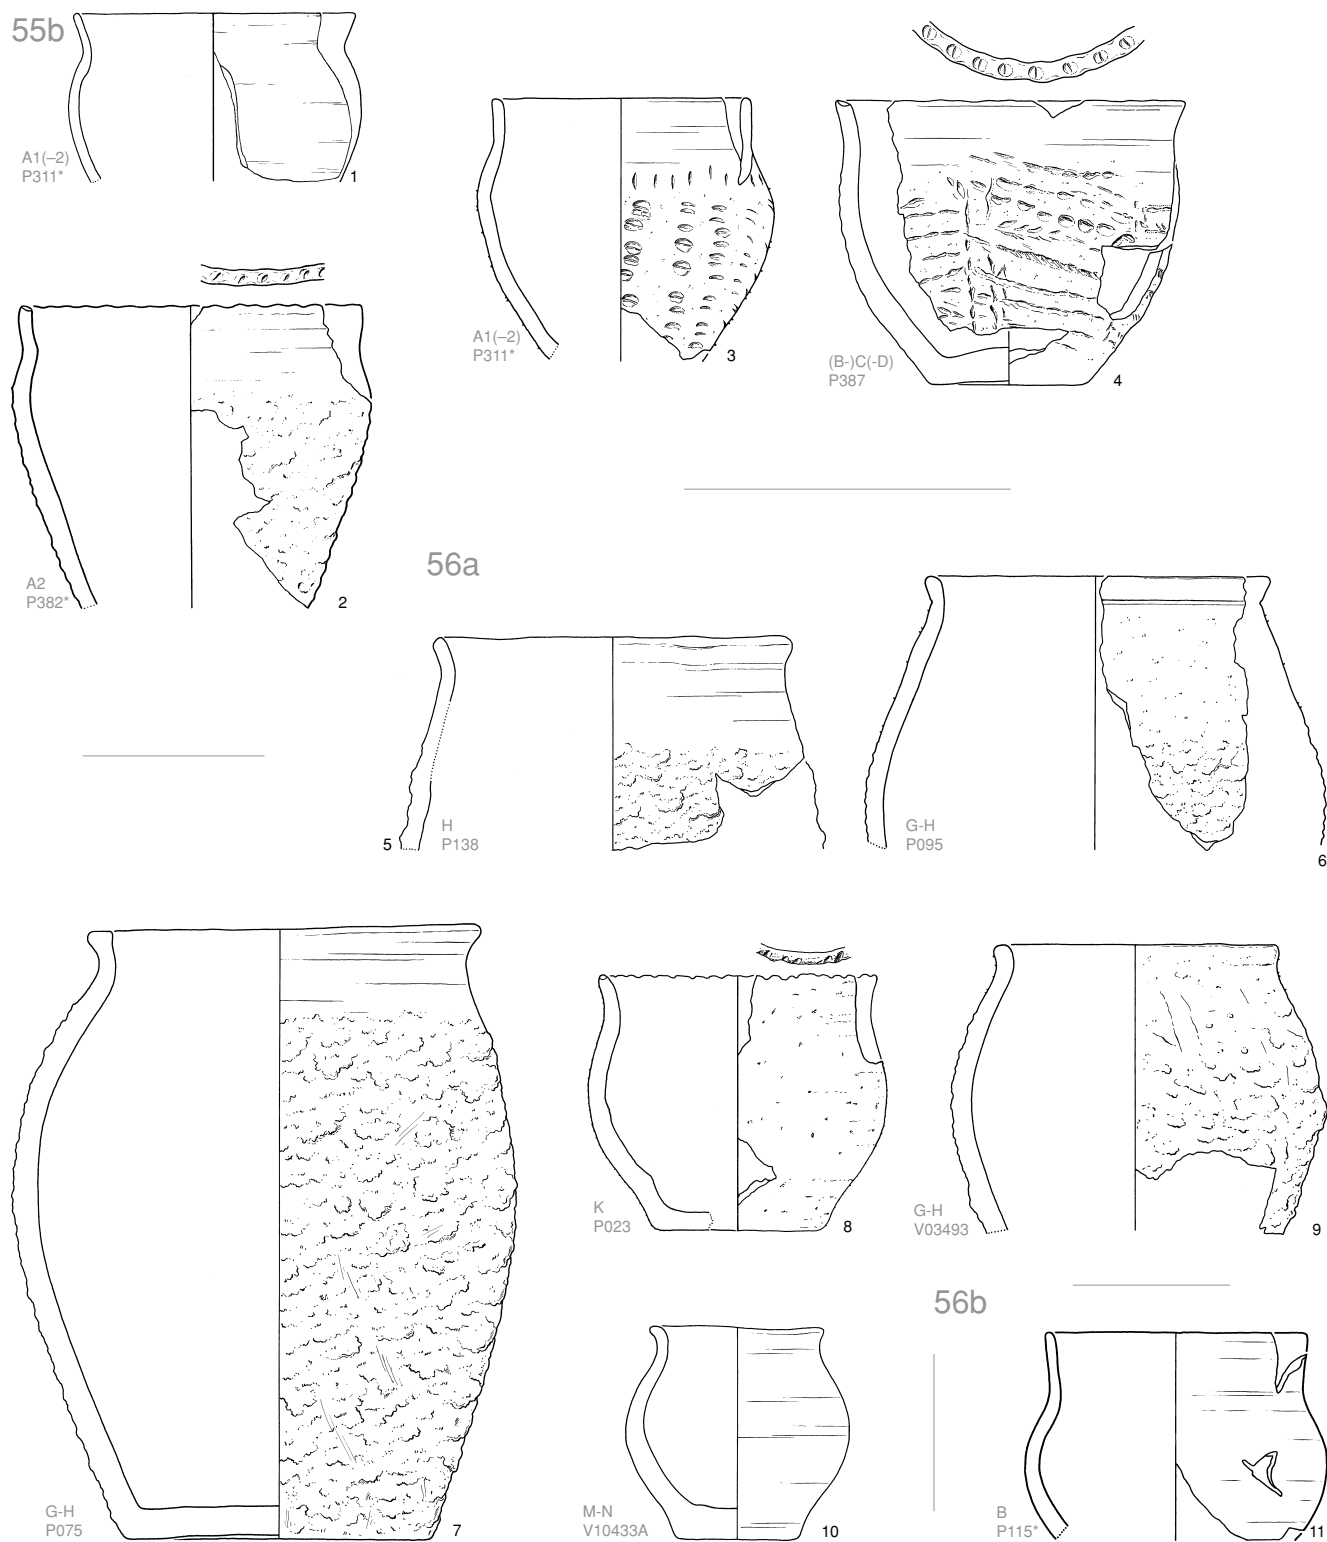 55b
A1(–2)
P311*
1
A1(–2)
P311*
3
(B-)C(-D)
P387
4
A2
P382*
2
56a
5
H
P138
G-H
P095
6
G-H
P075
7
K
P023
8
G-H
V03493
9
M-N
V10433A
10
56b
B
P115*
11